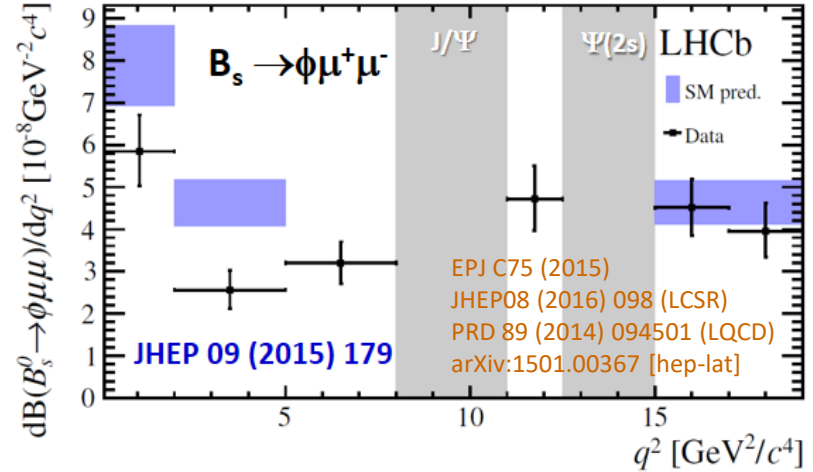 dB(B_s^0→ϕμμ)/dq² [10⁻⁸GeV⁻²c⁴]
9
8
7
6
5
4
3
2
1
0
B_s →ϕμ⁺μ⁻
J/Ψ
Ψ(2s)
LHCb
SM pred.
Data
EPJ C75 (2015)
JHEP08 (2016) 098 (LCSR)
PRD 89 (2014) 094501 (LQCD)
arXiv:1501.00367 [hep-lat]
JHEP 09 (2015) 179
5
10
15
q² [GeV²/c⁴]